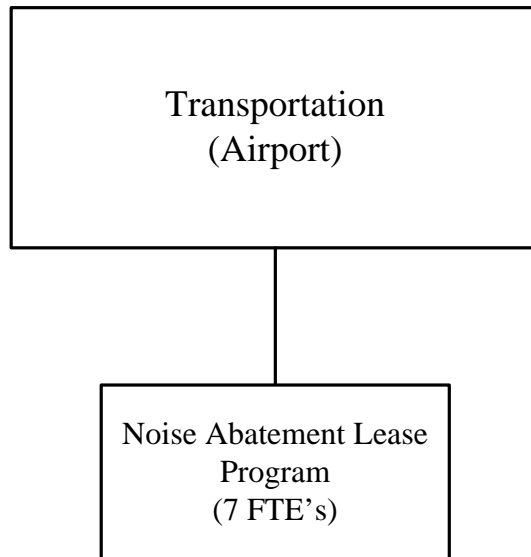 Transportation
(Airport)
Noise Abatement Lease
Program
(7 FTE’s)